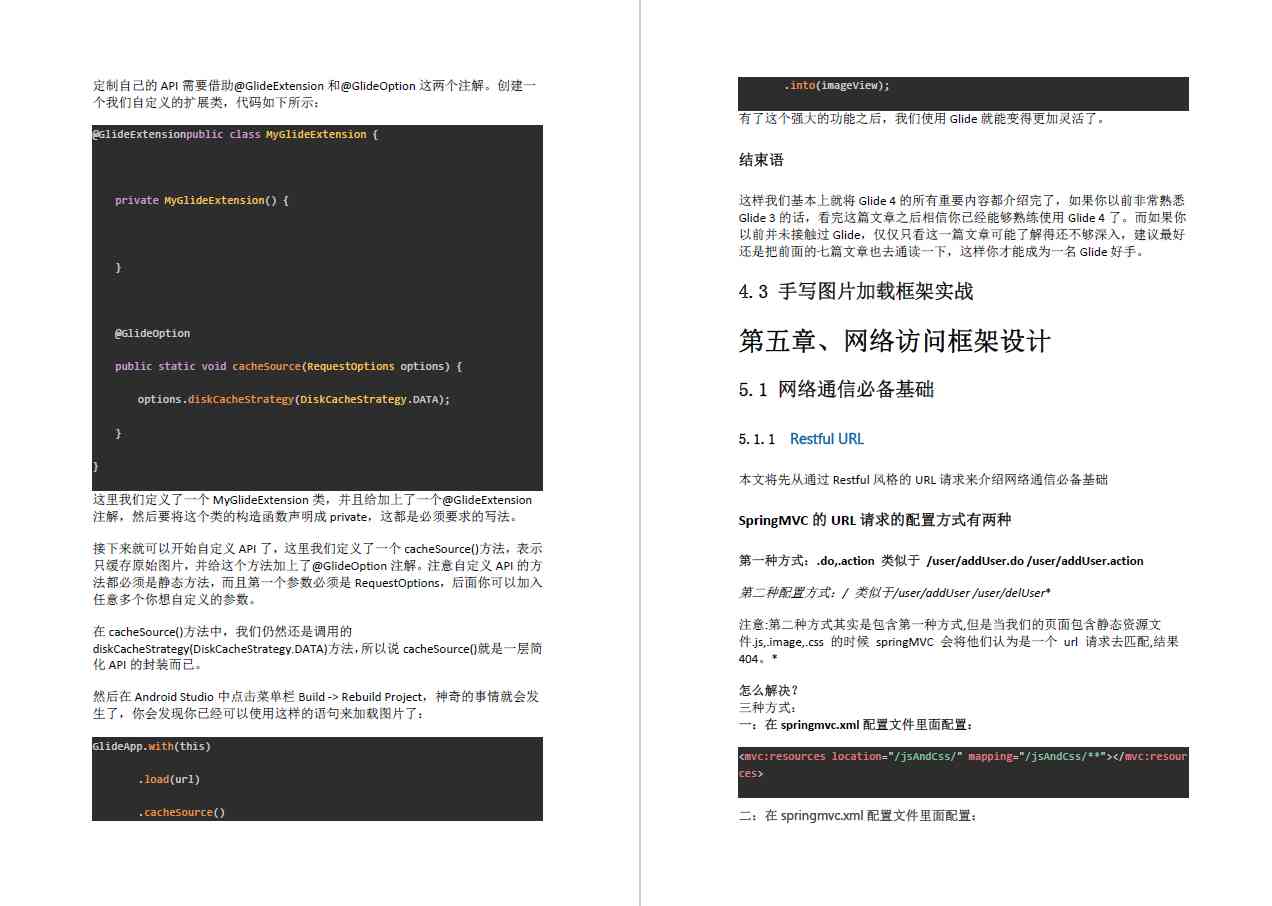 定制自己的 API 需要借助@GlideExtension 和@GlideOption 这两个注解。创建一
个我们自定义的扩展类，代码如下所示：
@GlideExtensionpublic class MyGlideExtension {
private MyGlideExtension() {
}
@GlideOption
public static void cacheSource(RequestOptions options) {
options.diskCacheStrategy(DiskCacheStrategy.DATA);
}
}
这里我们定义了一个 MyGlideExtension 类，并且给加上了一个@GlideExtension
注解，然后要将这个类的构造函数声明成 private，这都是必须要求的写法。
接下来就可以开始自定义 API 了，这里我们定义了一个 cacheSource()方法，表示
只缓存原始图片，并给这个方法加上了@GlideOption 注解。注意自定义 API 的方
法都必须是静态方法，而且第一个参数必须是 RequestOptions，后面你可以加入
任意多个你想自定义的参数。
在 cacheSource()方法中，我们仍然还是调用的
diskCacheStrategy(DiskCacheStrategy.DATA)方法，所以说 cacheSource()就是一层简
化 API 的封装而已。
然后在 Android Studio 中点击菜单栏 Build -> Rebuild Project，神奇的事情就会发
生了，你会发现你已经可以使用这样的语句来加载图片了：
GlideApp.with(this)
.load(url)
.cacheSource()
.into(imageView);
有了这个强大的功能之后，我们使用 Glide 就能变得更加灵活了。
结束语
这样我们基本上就将 Glide 4 的所有重要内容都介绍完了，如果你以前非常熟悉
Glide 3 的话，看完这篇文章之后相信你已经能够熟练使用 Glide 4 了。而如果你
以前并未接触过 Glide，仅仅只看这一篇文章可能了解得还不够深入，建议最好
还是把前面的七篇文章也去通读一下，这样你才能成为一名 Glide 好手。
4.3 手写图片加载框架实战
第五章、网络访问框架设计
5.1 网络通信必备基础
5.1.1 Restful URL
本文将先从通过 Restful 风格的 URL 请求来介绍网络通信必备基础
SpringMVC 的 URL 请求的配置方式有两种
第一种方式：.do,.action 类似于 /user/addUser.do /user/addUser.action
第二种配置方式：/ 类似于/user/addUser /user/delUser*
注意:第二种方式其实是包含第一种方式,但是当我们的页面包含静态资源文
件.js,.image,.css 的时候 springMVC 会将他们认为是一个 url 请求去匹配,结果
404。*
怎么解决？
三种方式：
一：在 springmvc.xml 配置文件里面配置：
<mvc:resources location="/jsAndCss/" mapping="/jsAndCss/**"></mvc:resour
ces>
二：在 springmvc.xml 配置文件里面配置：